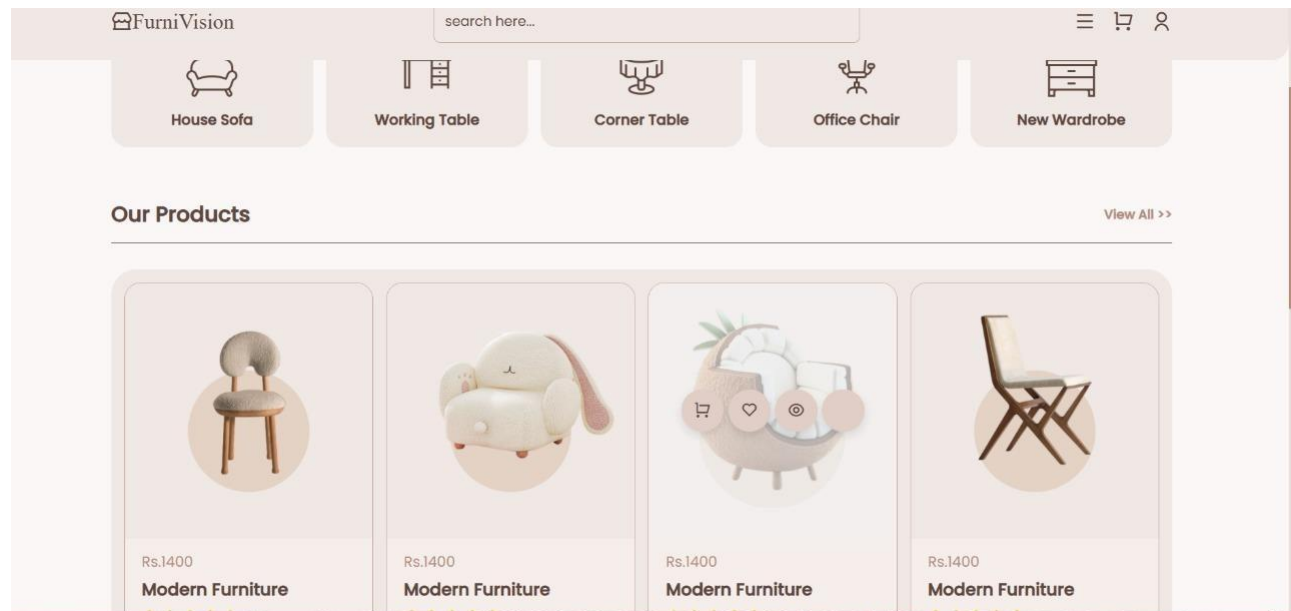 FurniVision
search here...
House Sofa
Working Table
Corner Table
Office Chair
New Wardrobe
Our Products
View All >>
Rs.1400
Modern Furniture
Rs.1400
Modern Furniture
Rs.1400
Modern Furniture
Rs.1400
Modern Furniture